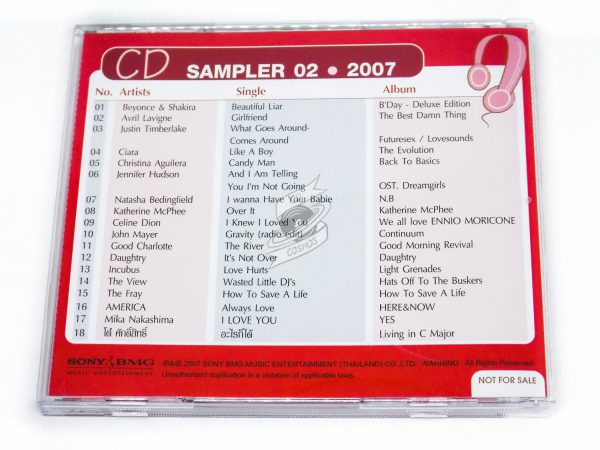 CD SAMPLER 02 • 2007
No. Artists Single Album
01 Beyonce & Shakira Beautiful Liar B'Day - Deluxe Edition
02 Avril Lavigne Girlfriend The Best Damn Thing
03 Justin Timberlake What Goes Around-
Comes Around Futuresex / Lovesounds
04 Ciara Like A Boy The Evolution
05 Christina Aguilera Candy Man Back To Basics
06 Jennifer Hudson And I Am Telling
You I'm Not Going OST. Dreamgirls
07 Natasha Bedingfield I wanna Have Your Babie N.B
08 Katherine McPhee Over It Katherine McPhee
09 Celine Dion I Knew I Loved You We all love ENNIO MORICONE
10 John Mayer Gravity (radio edit) Continuum
11 Good Charlotte The River Good Morning Revival
12 Daughtry It's Not Over Daughtry
13 Incubus Love Hurts Light Grenades
14 The View Wasted Little DJ's Hats Off To The Buskers
15 The Fray How To Save A Life How To Save A Life
16 AMERICA Always Love HERE&NOW
17 Mika Nakashima I LOVE YOU YES
18 โต๋ ศักดิ์สิทธิ์ อะไรก็ได้ Living in C Major
COSMOS
SONY BMG
MUSIC ENTERTAINMENT
℗&© 2007 SONY BMG MUSIC ENTERTAINMENT (THAILAND) CO.,LTD. : All Rights Reserved.
Unauthorized duplication is a violation of applicable laws.
NOT FOR SALE